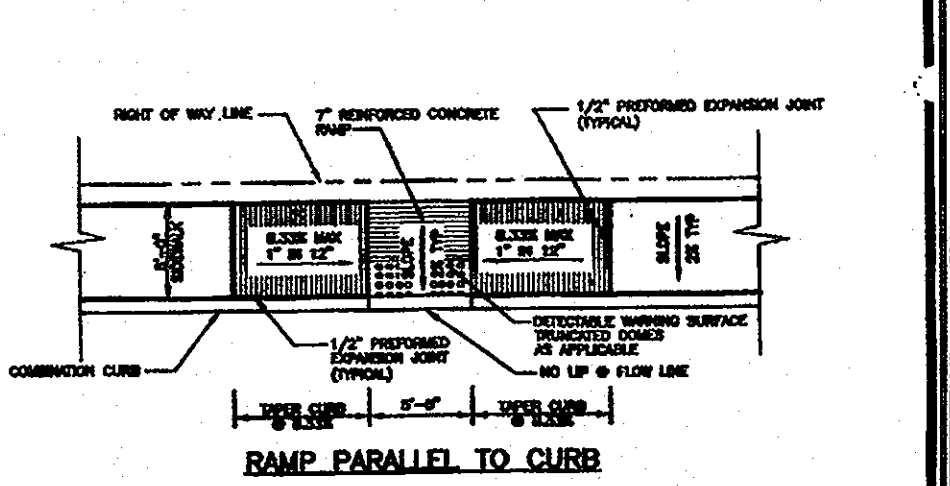 RIGHT OF WAY LINE
7" REINFORCED CONCRETE
RAMP
1/2" PREFORMED EXPANSION JOINT
(TYPICAL)
SIDEWALK
8.33% MAX
1" IN 12"
SLOPE
2% TYP
8.33% MAX
1" IN 12"
SLOPE
2% TYP
DETECTABLE WARNING SURFACE
TRUNCATED DOMES
AS APPLICABLE
1/2" PREFORMED
EXPANSION JOINT
(TYPICAL)
COMBINATION CURB
NO LIP @ FLOW LINE
TAPER CURB
@ 8.33%
TAPER CURB
@ 8.33%
RAMP PARALLEL TO CURB